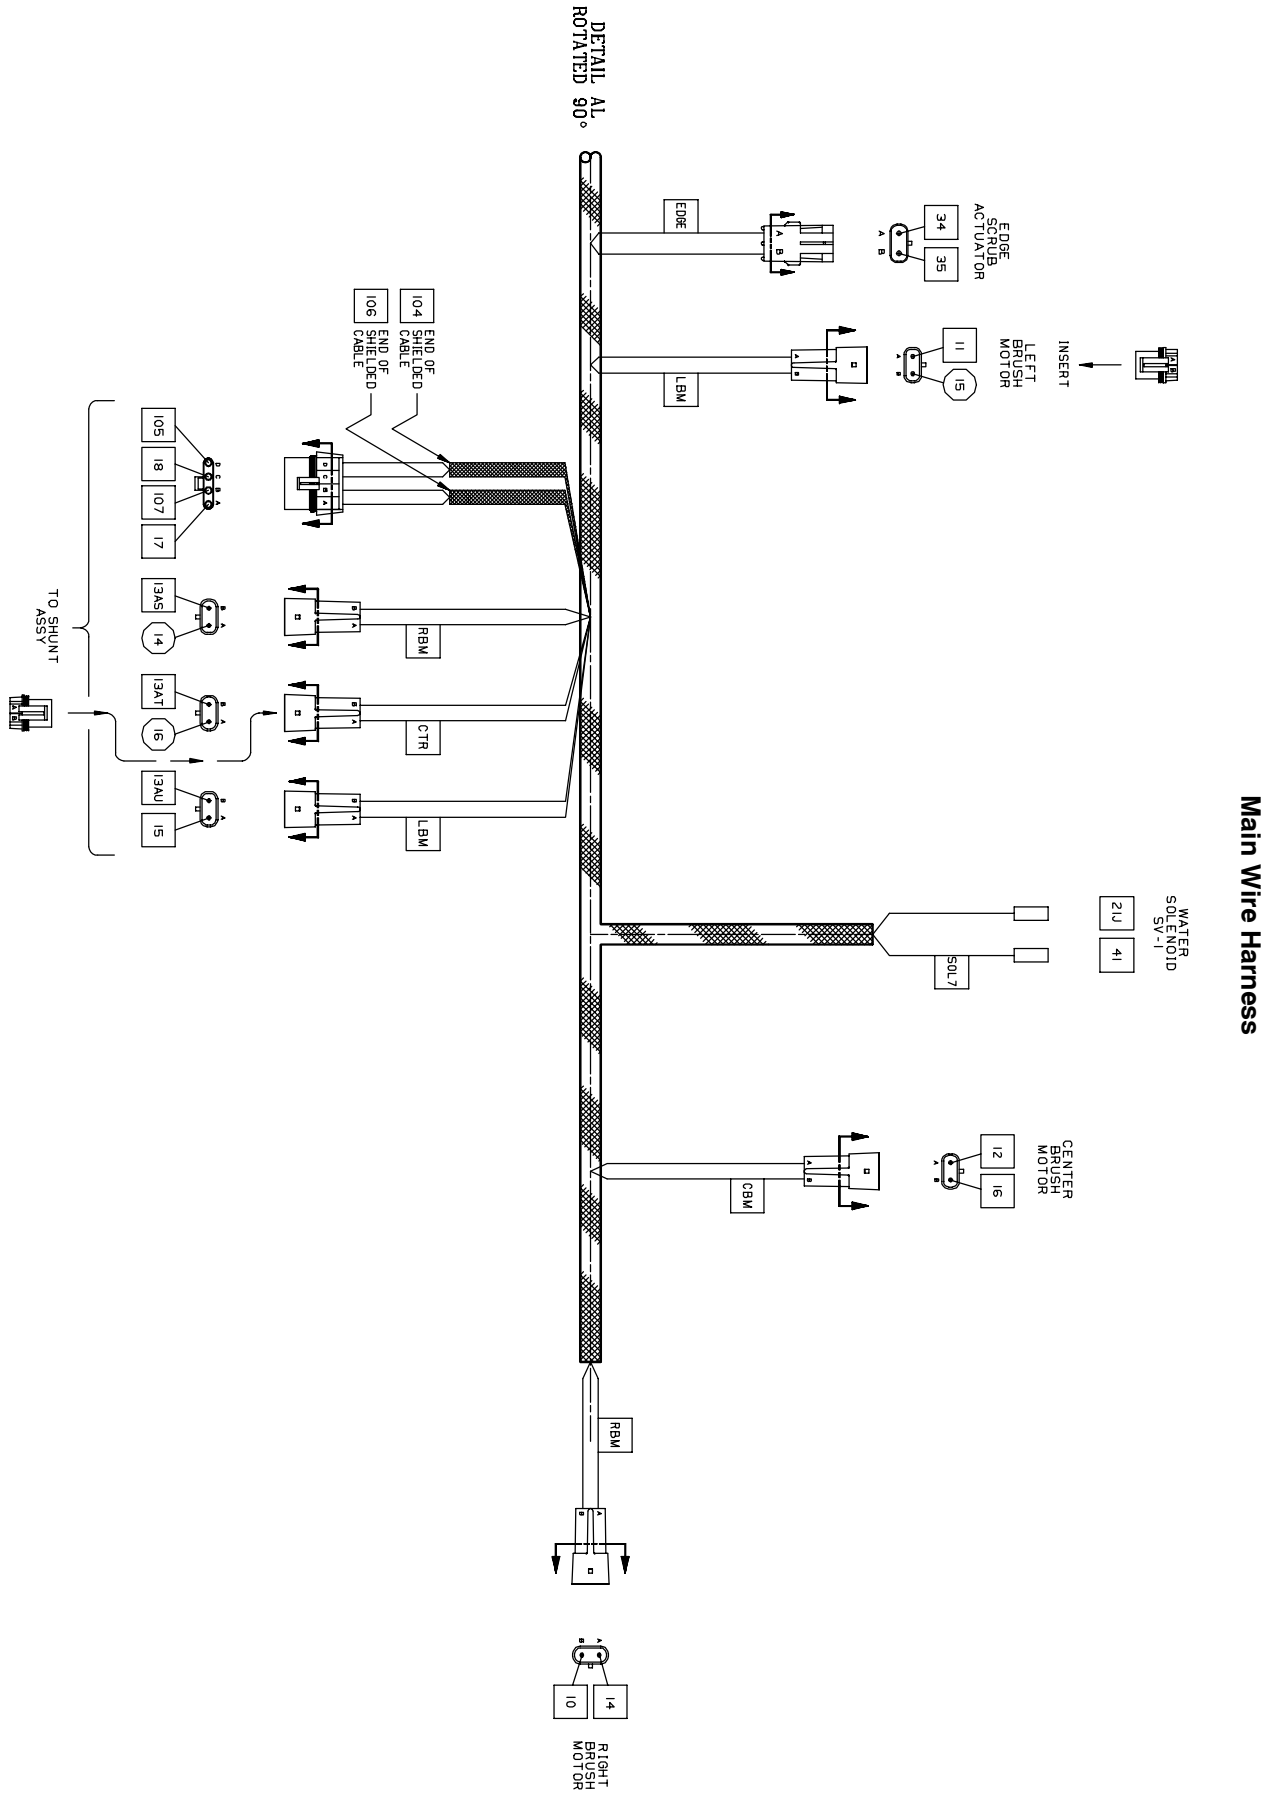 Main Wire Harness
DETAIL AL
ROTATED 90°
EDGE
SCRUB
ACTUATOR
34
35
A
B
EDGE
A
B
INSERT
A
B
LEFT
BRUSH
MOTOR
11
15
A
B
A
B
LBM
WATER
SOLENOID
SV-1
21J
41
SOL7
CENTER
BRUSH
MOTOR
12
16
A
B
A
B
CBM
RBM
A
B
A
B
14
10
RIGHT
BRUSH
MOTOR
104
END OF
SHIELDED
CABLE
106
END OF
SHIELDED
CABLE
D
C
B
A
D
C
B
A
105
18
107
17
RBM
B
A
B
A
13AS
14
CTR
B
A
B
A
13AT
16
LBM
B
A
B
A
13AU
15
TO SHUNT
ASSY
A
B